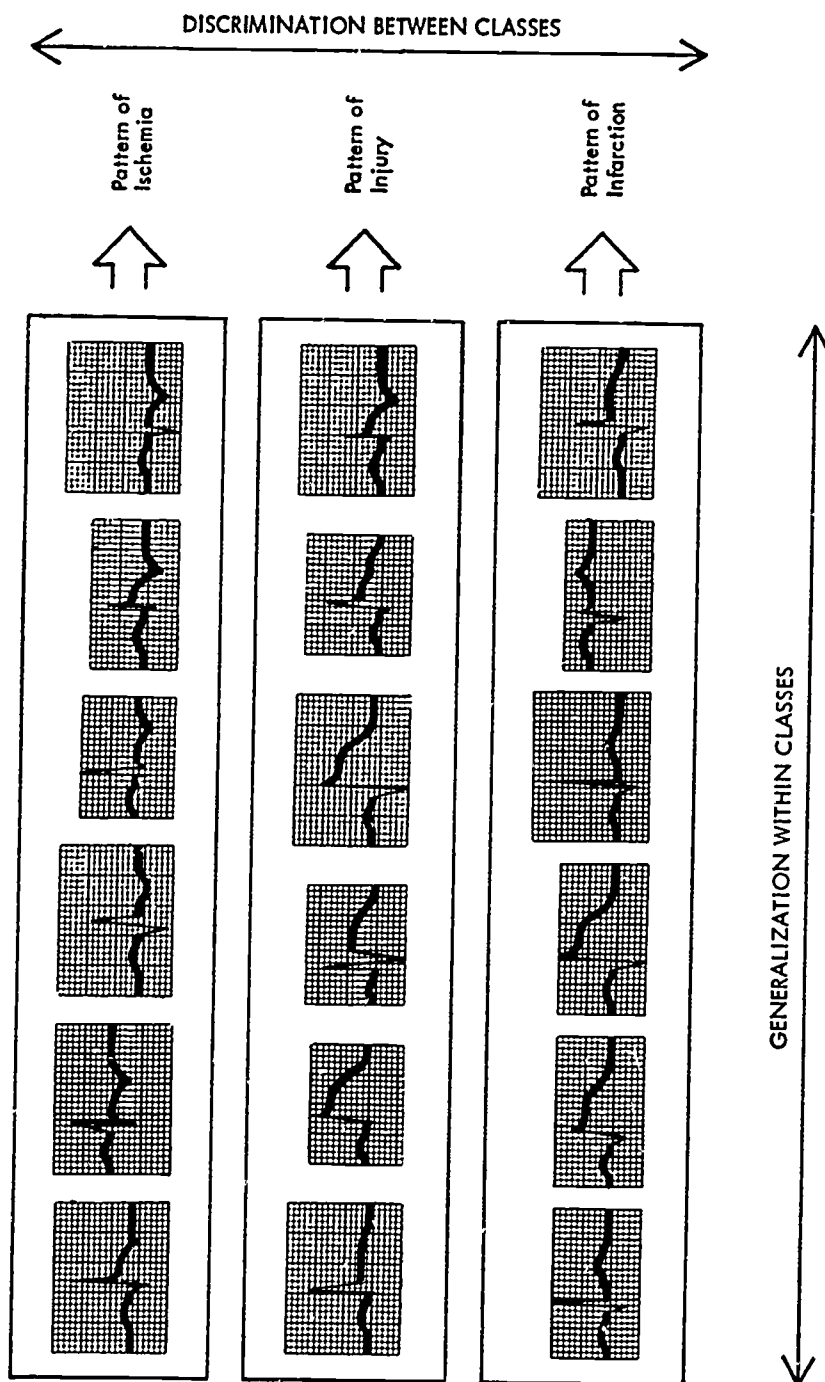 DISCRIMINATION BETWEEN CLASSES
Pattern of
Ischemia
Pattern of
Injury
Pattern of
Infarction
GENERALIZATION WITHIN CLASSES